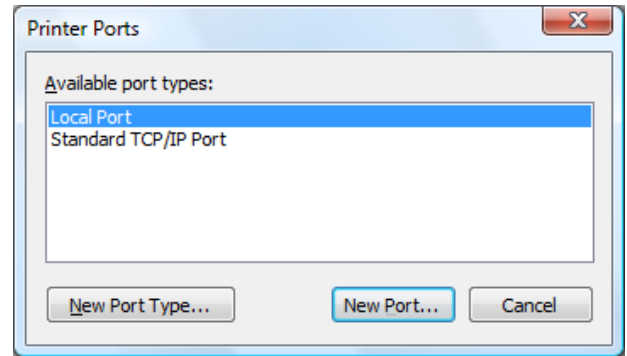 Printer Ports
Available port types:
Local Port
Standard TCP/IP Port
New Port Type...
New Port...
Cancel